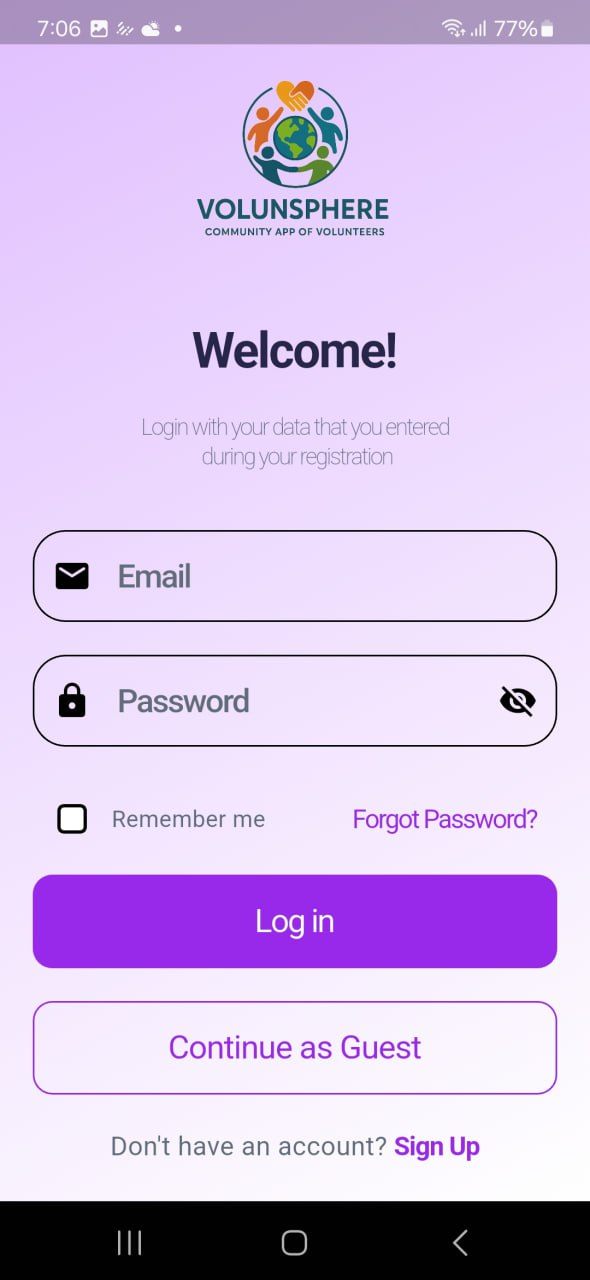 7:06 77%
VOLUNSPHERE
COMMUNITY APP OF VOLUNTEERS
Welcome!
Login with your data that you entered
during your registration
Email
Password
Remember me Forgot Password?
Log in
Continue as Guest
Don't have an account? Sign Up